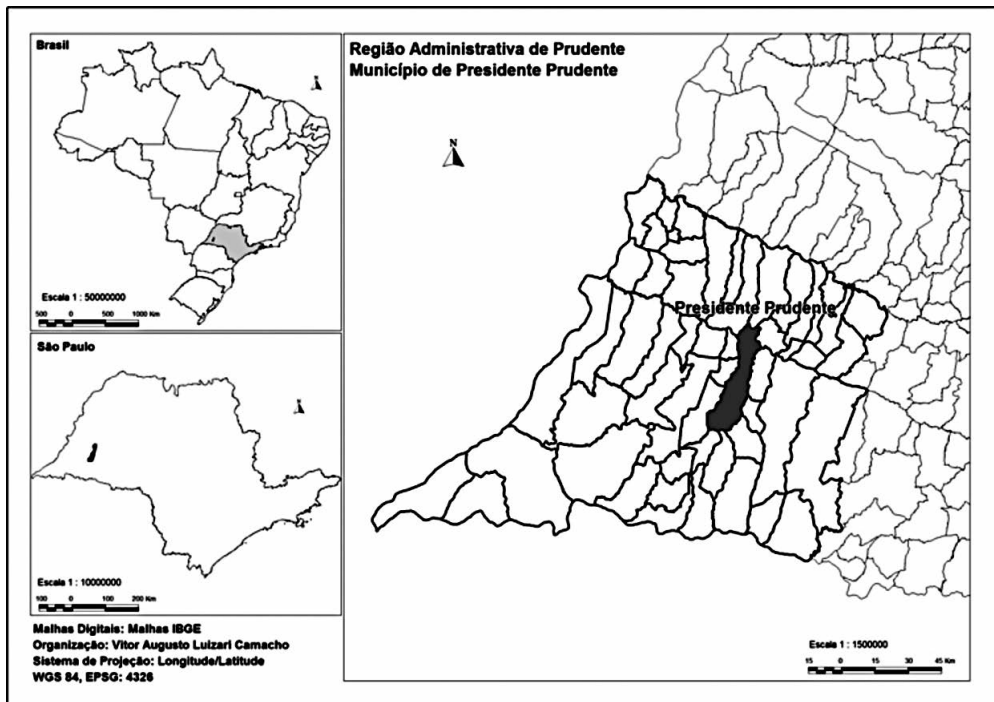 Brasil
N
Escala 1 : 50000000
500 0 500 1000 Km
São Paulo
N
Escala 1 : 10000000
100 0 100 200 Km
Malhas Digitais: Malhas IBGE
Organização: Vitor Augusto Luizari Camacho
Sistema de Projeção: Longitude/Latitude
WGS 84, EPSG: 4326
Região Administrativa de Prudente
Município de Presidente Prudente
N
Presidente Prudente
Escala 1 : 1500000
15 0 15 30 45 Km